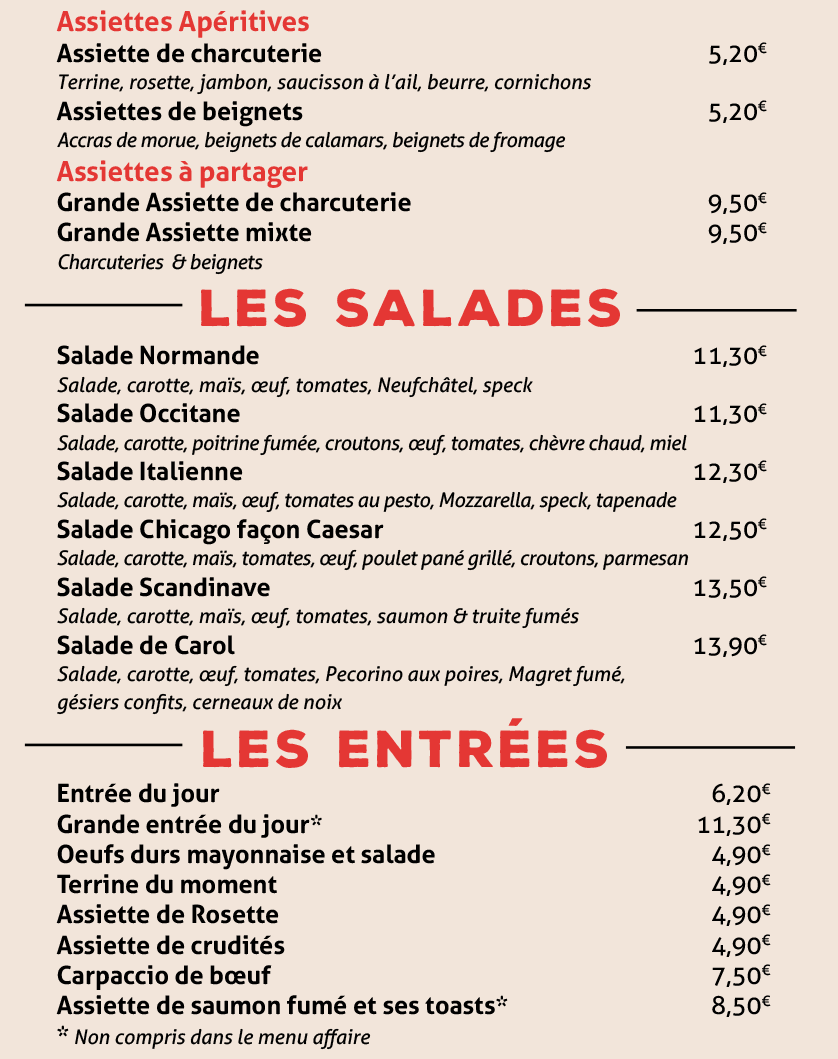 Assiettes Apéritives
Assiette de charcuterie 5,20€
Terrine, rosette, jambon, saucisson à l'ail, beurre, cornichons
Assiettes de beignets 5,20€
Accras de morue, beignets de calamars, beignets de fromage
Assiettes à partager
Grande Assiette de charcuterie 9,50€
Grande Assiette mixte 9,50€
Charcuteries & beignets
LES SALADES
Salade Normande 11,30€
Salade, carotte, maïs, œuf, tomates, Neufchâtel, speck
Salade Occitane 11,30€
Salade, carotte, poitrine fumée, croutons, œuf, tomates, chèvre chaud, miel
Salade Italienne 12,30€
Salade, carotte, maïs, œuf, tomates au pesto, Mozzarella, speck, tapenade
Salade Chicago façon Caesar 12,50€
Salade, carotte, maïs, tomates, œuf, poulet pané grillé, croutons, parmesan
Salade Scandinave 13,50€
Salade, carotte, maïs, œuf, tomates, saumon & truite fumés
Salade de Carol 13,90€
Salade, carotte, œuf, tomates, Pecorino aux poires, Magret fumé,
gésiers confits, cerneaux de noix
LES ENTRÉES
Entrée du jour 6,20€
Grande entrée du jour* 11,30€
Oeufs durs mayonnaise et salade 4,90€
Terrine du moment 4,90€
Assiette de Rosette 4,90€
Assiette de crudités 4,90€
Carpaccio de bœuf 7,50€
Assiette de saumon fumé et ses toasts* 8,50€
* Non compris dans le menu affaire